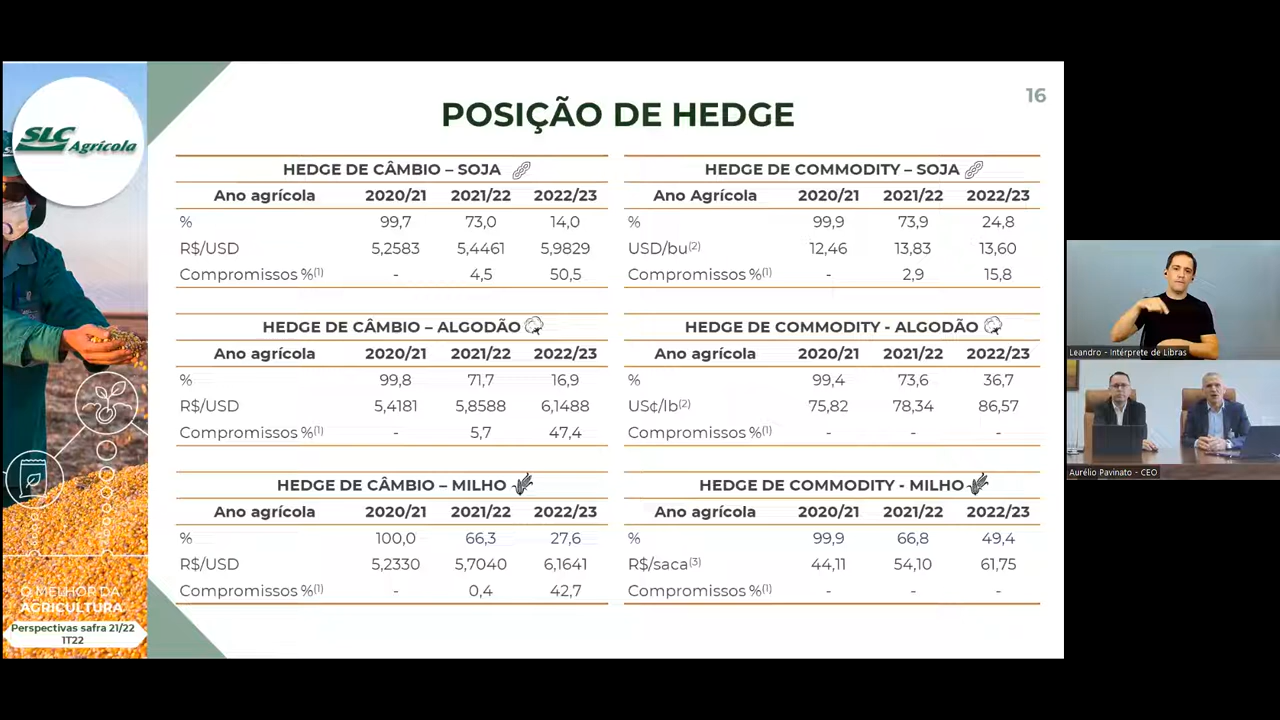 SLC Agrícola
O MELHOR DA
AGRICULTURA
Perspectivas safra 21/22
1T22
16
POSIÇÃO DE HEDGE
HEDGE DE CÂMBIO – SOJA
Ano agrícola 2020/21 2021/22 2022/23
% 99,7 73,0 14,0
R$/USD 5,2583 5,4461 5,9829
Compromissos %(1) - 4,5 50,5
HEDGE DE COMMODITY – SOJA
Ano Agrícola 2020/21 2021/22 2022/23
% 99,9 73,9 24,8
USD/bu(2) 12,46 13,83 13,60
Compromissos %(1) - 2,9 15,8
HEDGE DE CÂMBIO – ALGODÃO
Ano agrícola 2020/21 2021/22 2022/23
% 99,8 71,7 16,9
R$/USD 5,4181 5,8588 6,1488
Compromissos %(1) - 5,7 47,4
HEDGE DE COMMODITY - ALGODÃO
Ano agrícola 2020/21 2021/22 2022/23
% 99,4 73,6 36,7
US¢/lb(2) 75,82 78,34 86,57
Compromissos %(1) - - -
HEDGE DE CÂMBIO – MILHO
Ano agrícola 2020/21 2021/22 2022/23
% 100,0 66,3 27,6
R$/USD 5,2330 5,7040 6,1641
Compromissos %(1) - 0,4 42,7
HEDGE DE COMMODITY - MILHO
Ano agrícola 2020/21 2021/22 2022/23
% 99,9 66,8 49,4
R$/saca(3) 44,11 54,10 61,75
Compromissos %(1) - - -
Leandro - Intérprete de Libras
Aurélio Pavinato - CEO